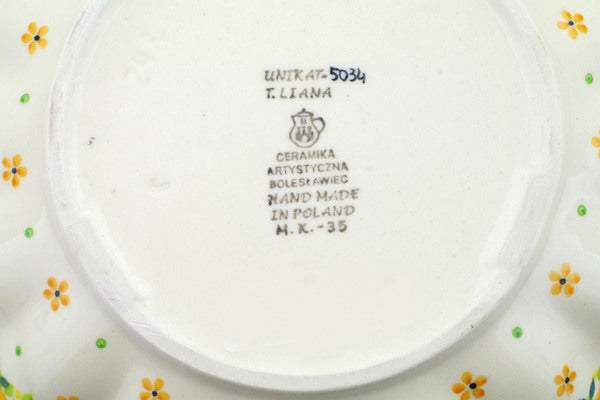 UNIKAT-5034
T. LIANA
B
CERAMIKA
ARTYSTYCZNA
BOLESŁAWIEC
HAND MADE
IN POLAND
M.K.-35